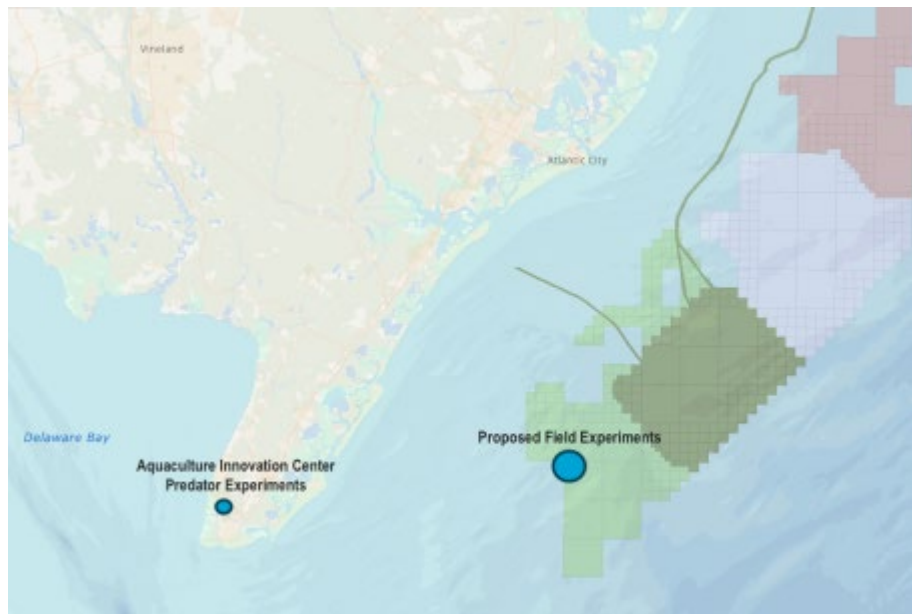 Vineland
Atlantic City
Delaware Bay
Proposed Field Experiments
Aquaculture Innovation Center
Predator Experiments